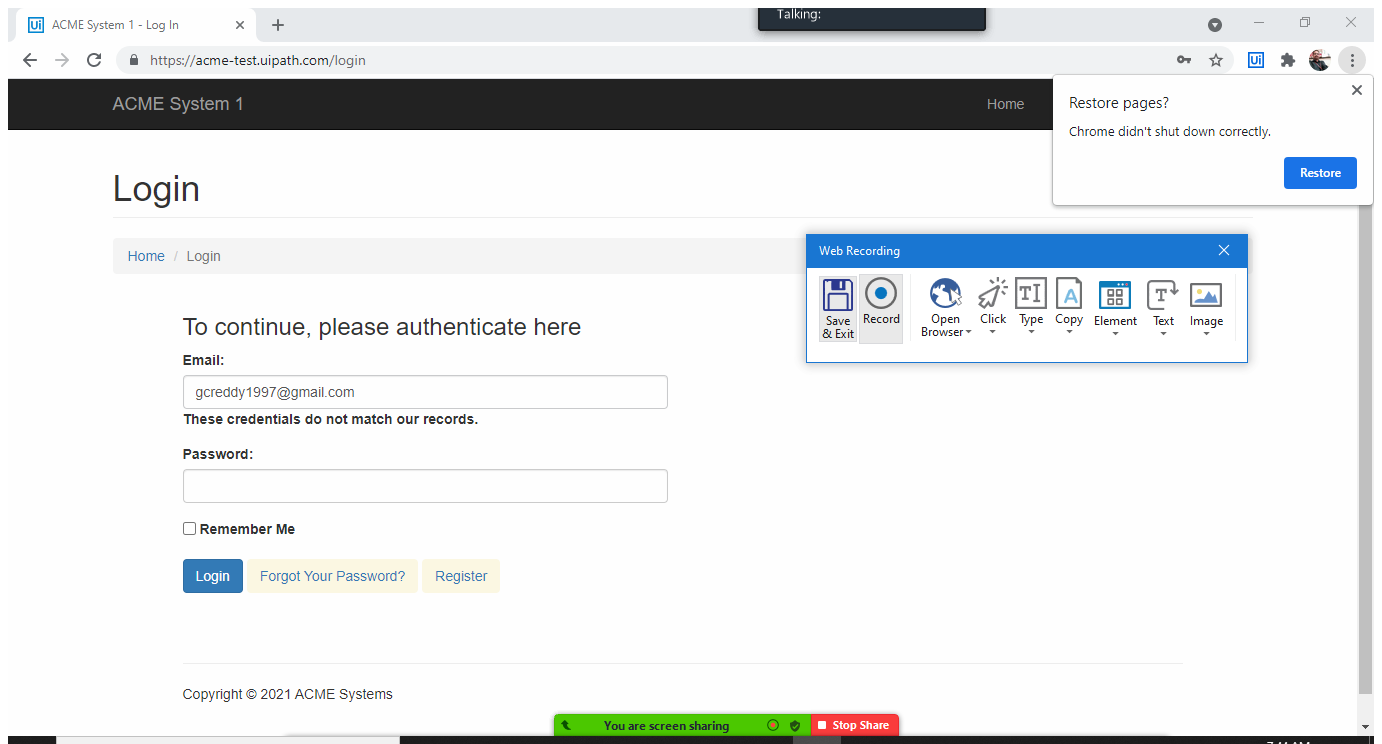 Talking:
Ui ACME System 1 - Log In
https://acme-test.uipath.com/login
Ui
ACME System 1
Home
Restore pages?
Chrome didn't shut down correctly.
Restore
Login
Home / Login
Web Recording
Save
& Exit
Record
Open
Browser
Click
Type
Copy
Element
Text
Image
To continue, please authenticate here
Email:
gcreddy1997@gmail.com
These credentials do not match our records.
Password:
Remember Me
Login
Forgot Your Password?
Register
Copyright © 2021 ACME Systems
You are screen sharing
Stop Share